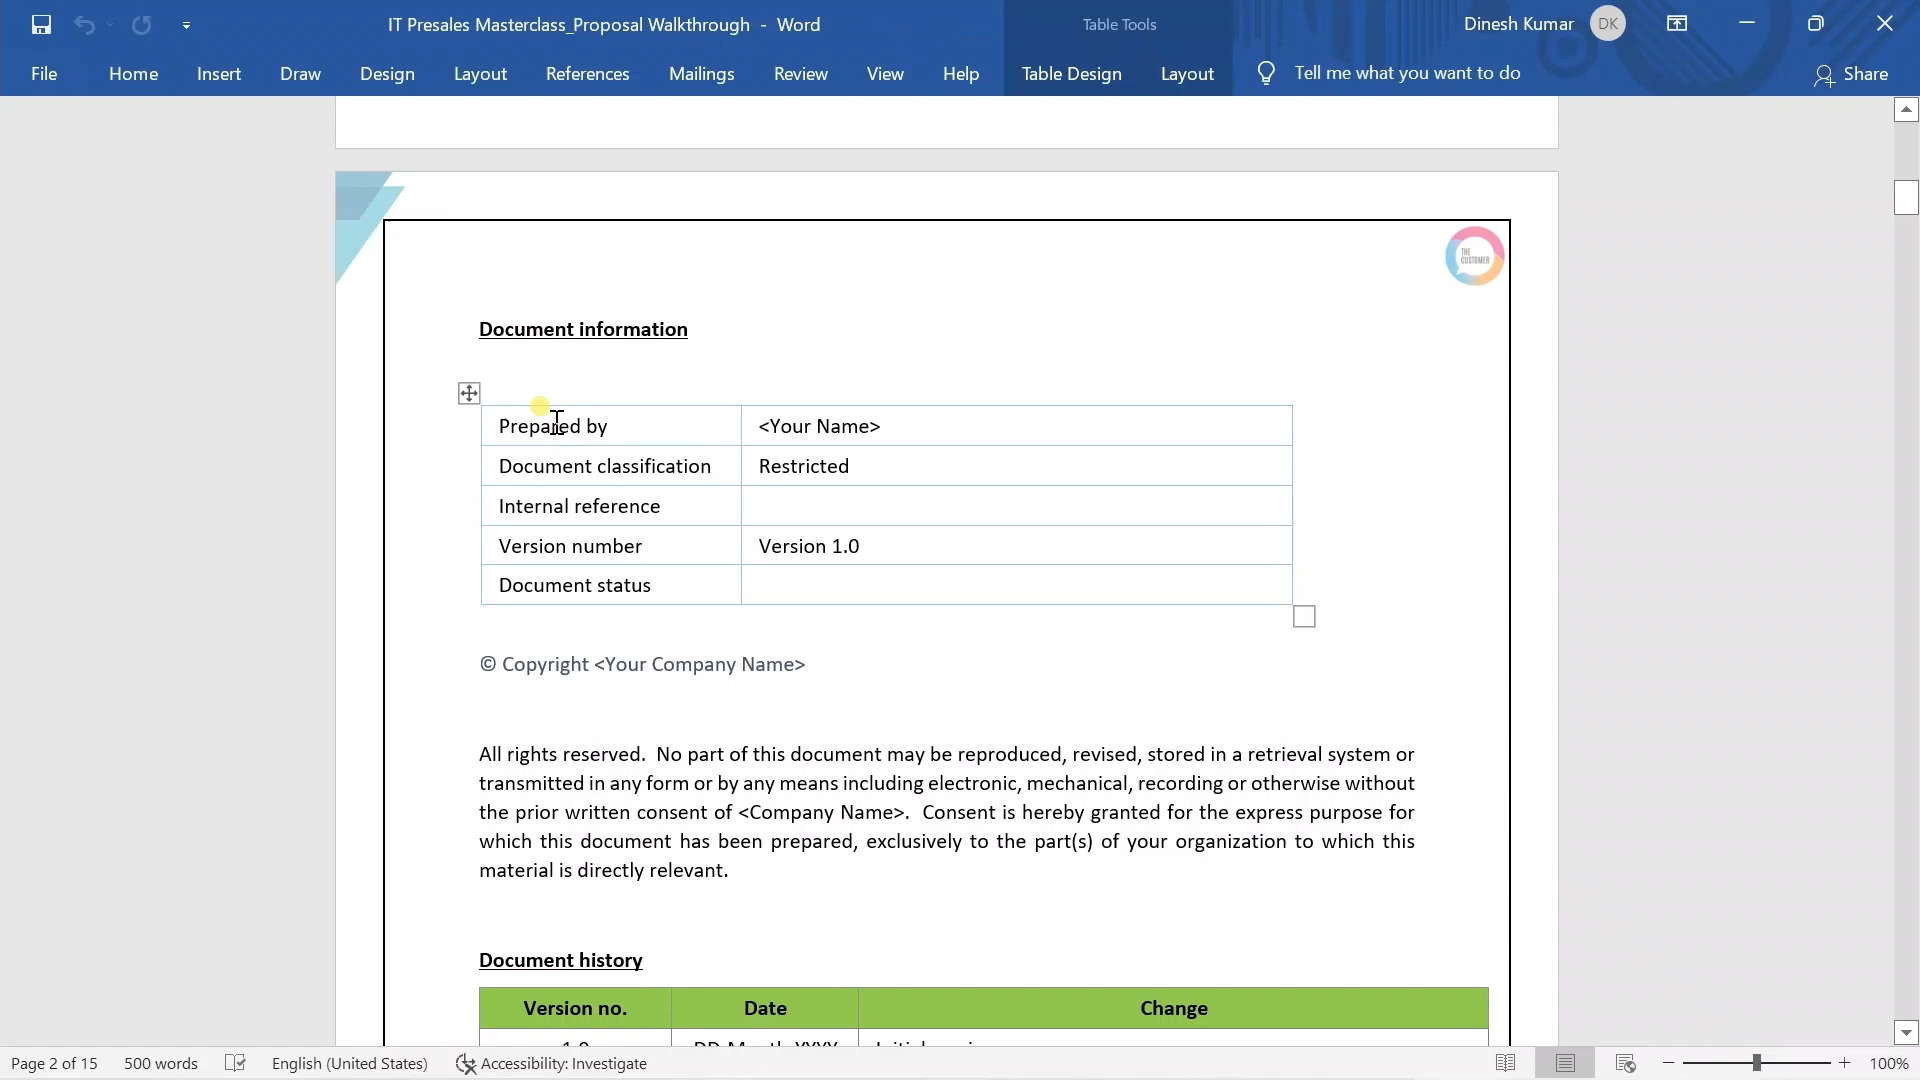 IT Presales Masterclass_Proposal Walkthrough - Word
Table Tools
Dinesh Kumar
DK
File
Home
Insert
Draw
Design
Layout
References
Mailings
Review
View
Help
Table Design
Layout
Tell me what you want to do
Share
THE CUSTOMER
Document information
Prepared by <Your Name>
Document classification Restricted
Internal reference
Version number Version 1.0
Document status
© Copyright <Your Company Name>
All rights reserved. No part of this document may be reproduced, revised, stored in a retrieval system or
transmitted in any form or by any means including electronic, mechanical, recording or otherwise without
the prior written consent of <Company Name>. Consent is hereby granted for the express purpose for
which this document has been prepared, exclusively to the part(s) of your organization to which this
material is directly relevant.
Document history
Version no. Date Change
Page 2 of 15
500 words
English (United States)
Accessibility: Investigate
100%